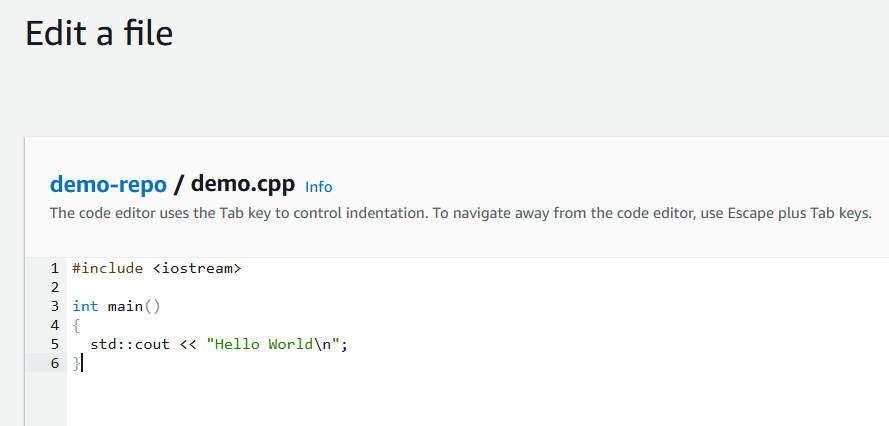 Edit a file
demo-repo / demo.cpp Info
The code editor uses the Tab key to control indentation. To navigate away from the code editor, use Escape plus Tab keys.
1 #include <iostream>
2
3 int main()
4 {
5   std::cout << "Hello World\n";
6 }